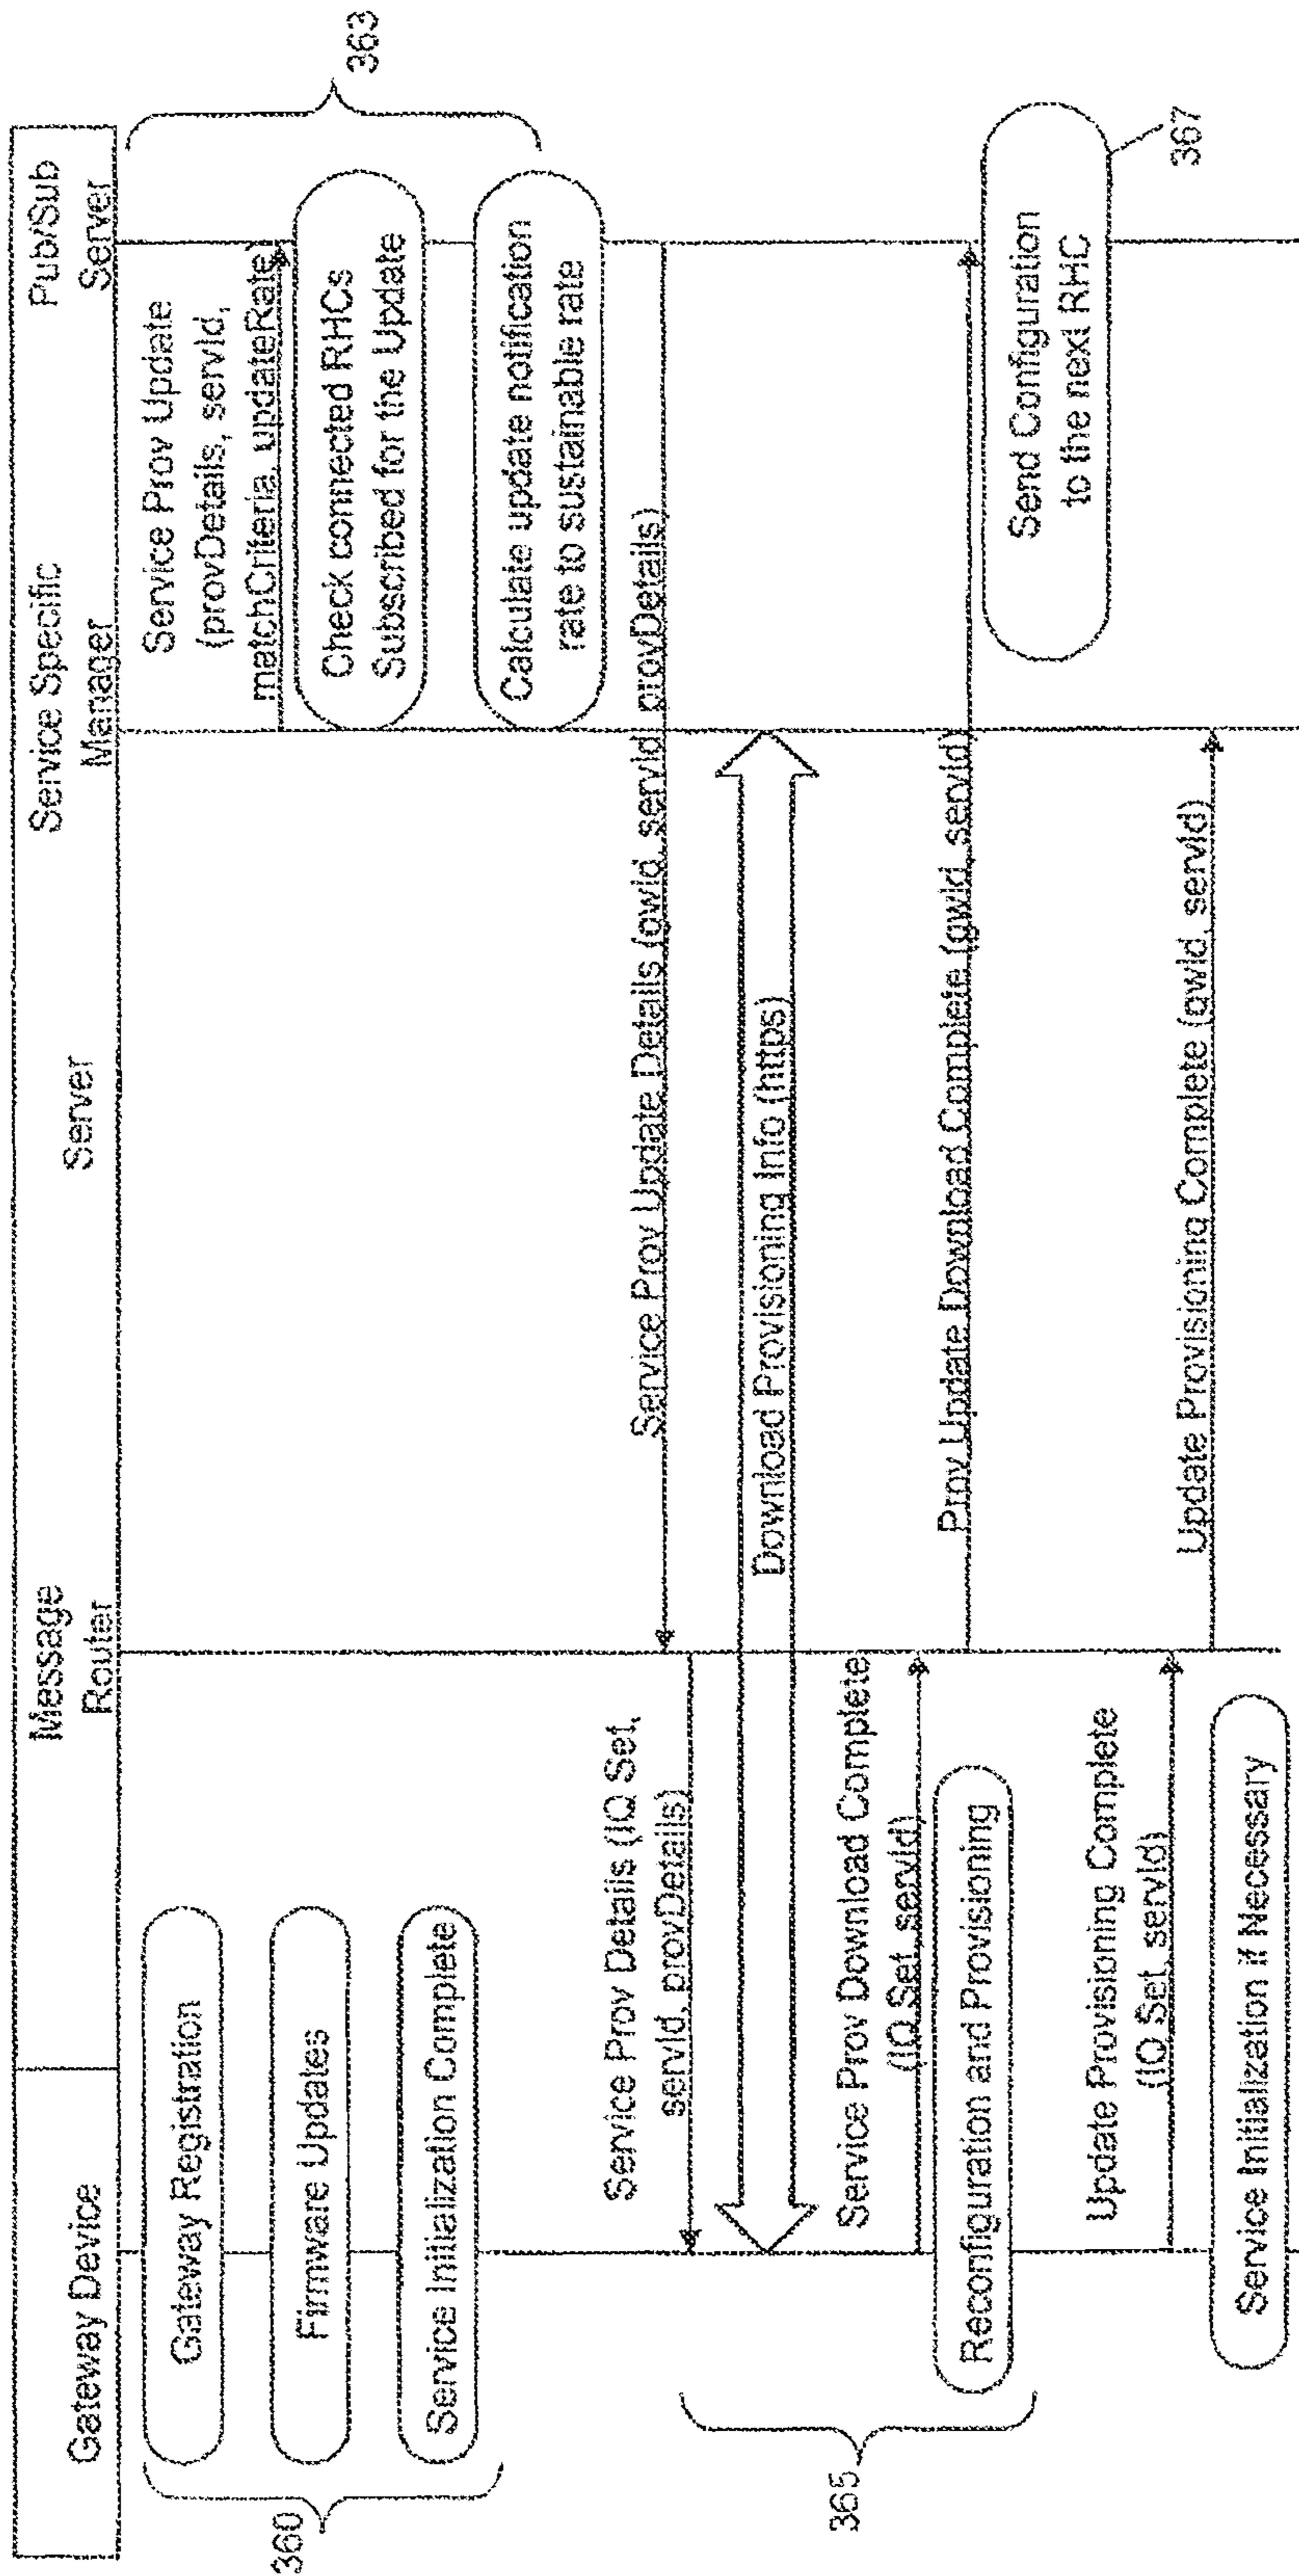 Gateway Device
Message
Router
Server
Service Specific
Manager
Pub/Sub
Server
360
Gateway Registration
Firmware Updates
Service Initialization Complete
Service Prov Update
(provDetails, servId,
matchCriteria, updateRate)
Check connected RHCs
Subscribed for the Update
Calculate update notification
rate to sustainable rate
363
Service Prov Update Details (gwId, servId, provDetails)
Service Prov Details (IQ Set,
servId, provDetails)
Download Provisioning Info (https)
Service Prov Download Complete
(IQ Set, servId)
Prov Update Download Complete (gwId, servId)
Reconfiguration and Provisioning
365
Send Configuration
to the next RHC
367
Update Provisioning Complete
(IQ Set, servId)
Update Provisioning Complete (gwId, servId)
Service Initialization if Necessary